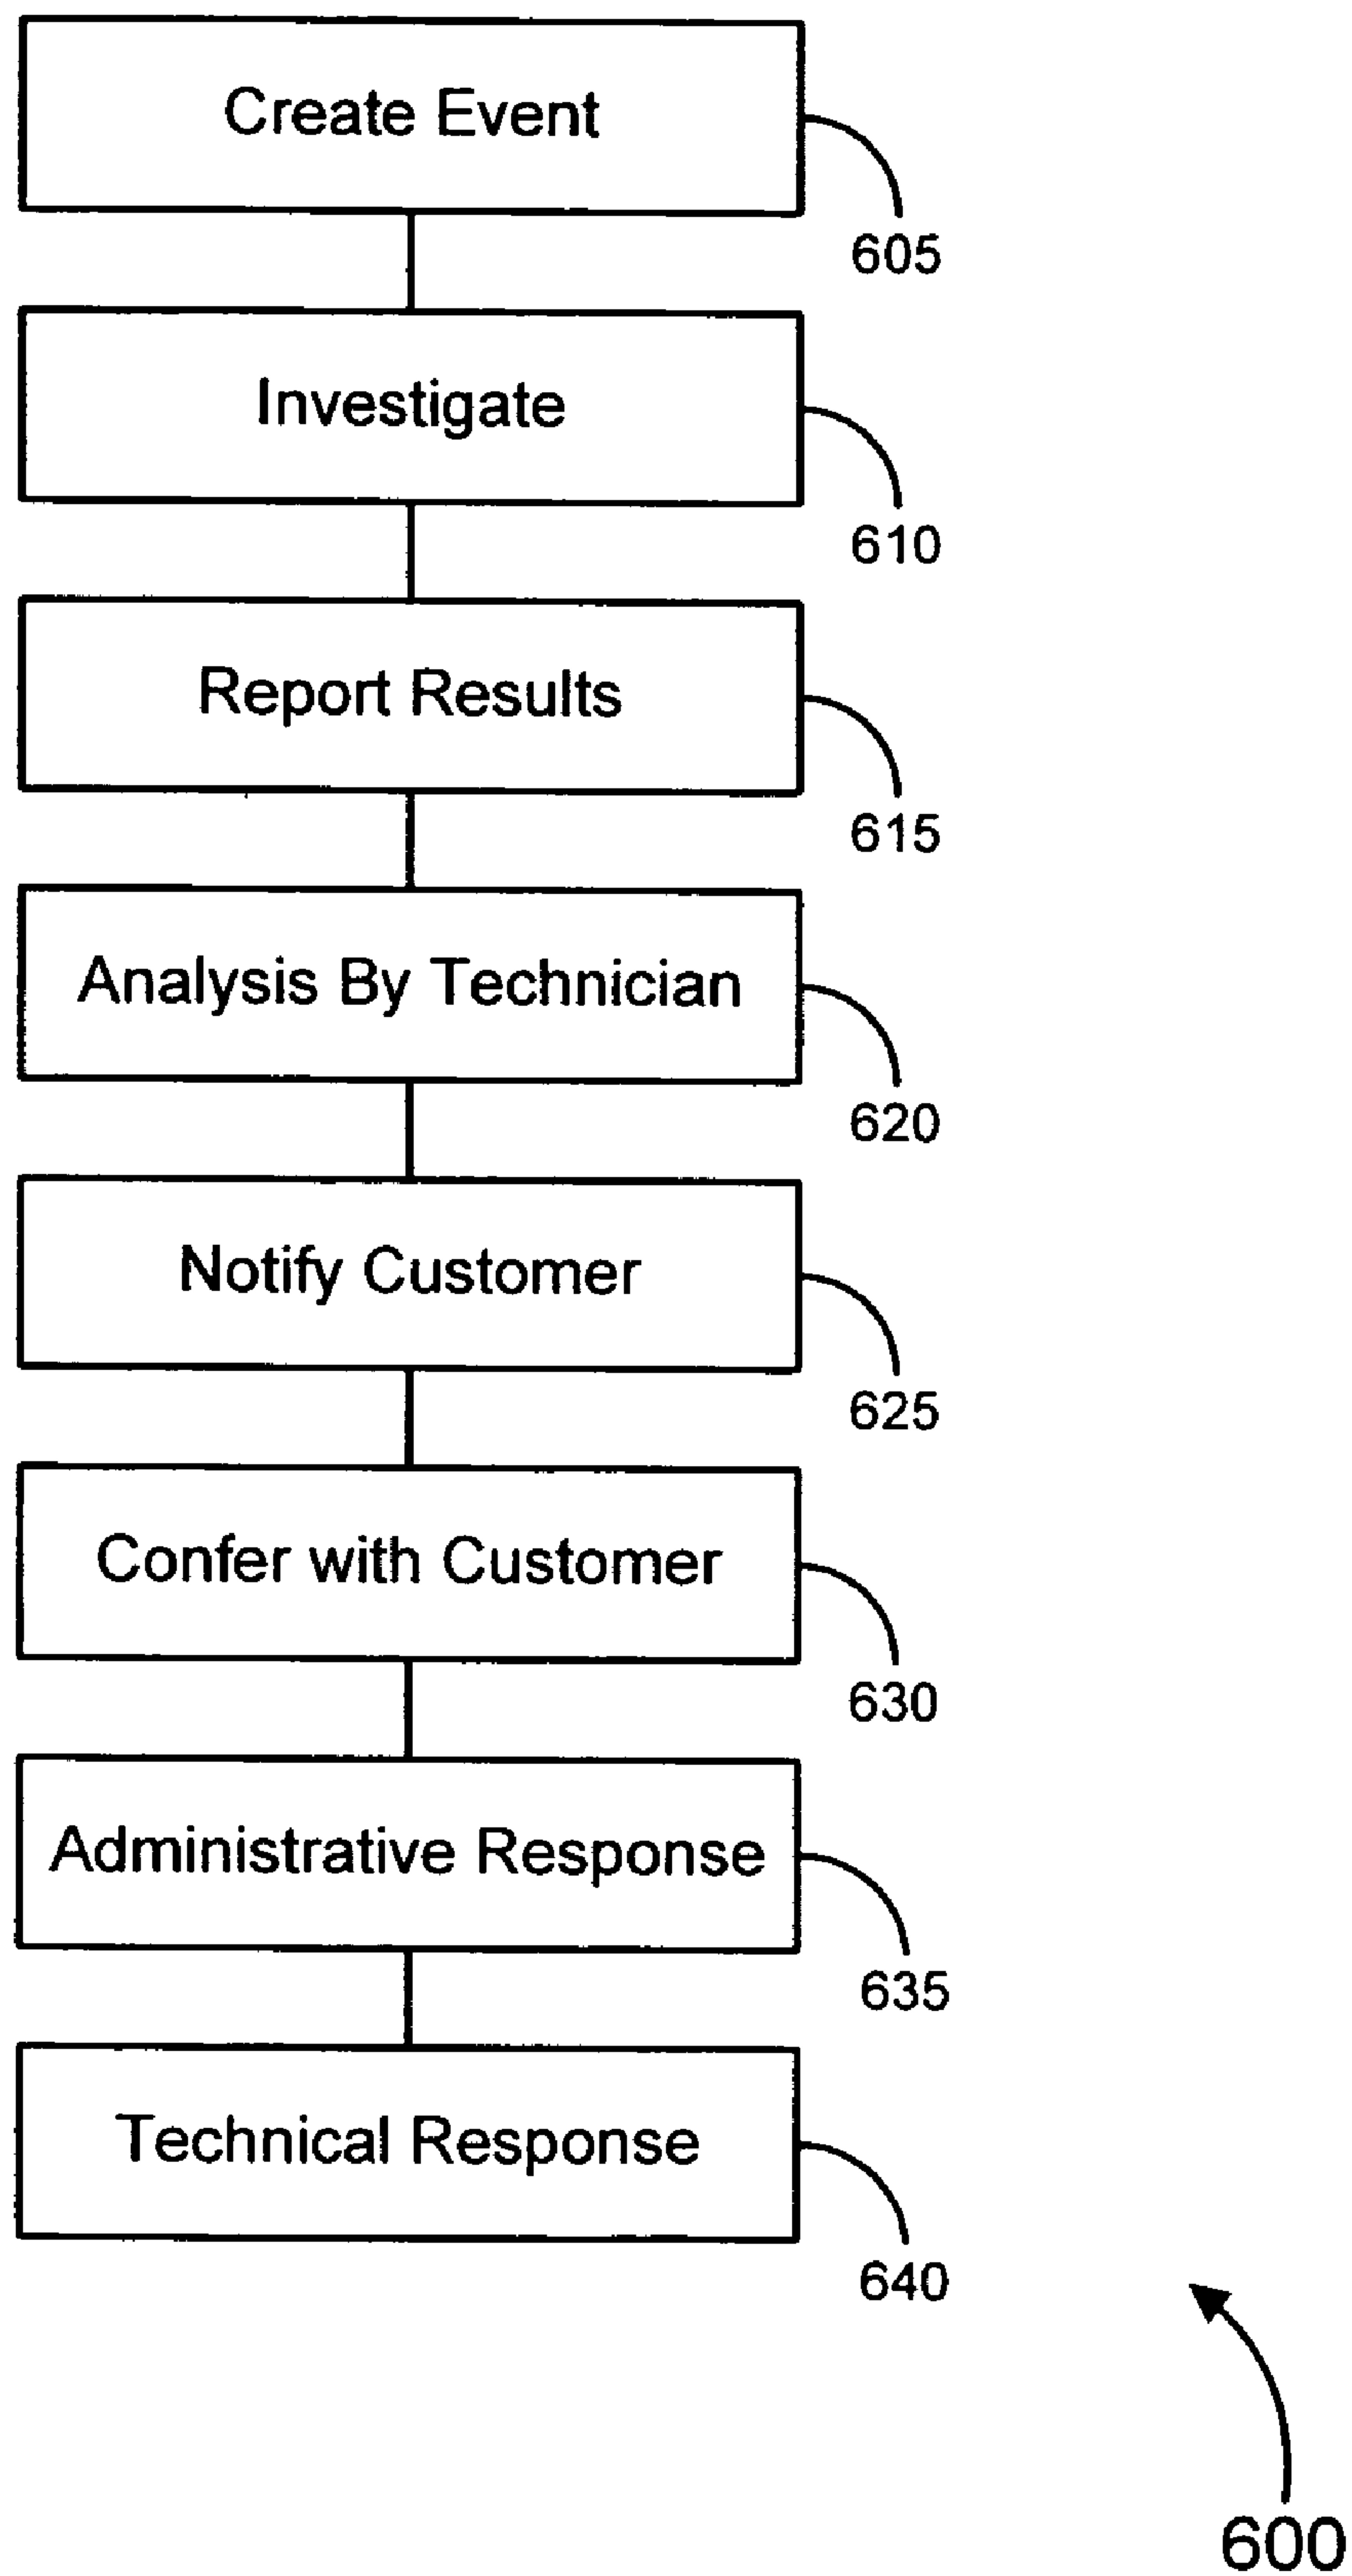 Create Event
605
Investigate
610
Report Results
615
Analysis By Technician
620
Notify Customer
625
Confer with Customer
630
Administrative Response
635
Technical Response
640
600